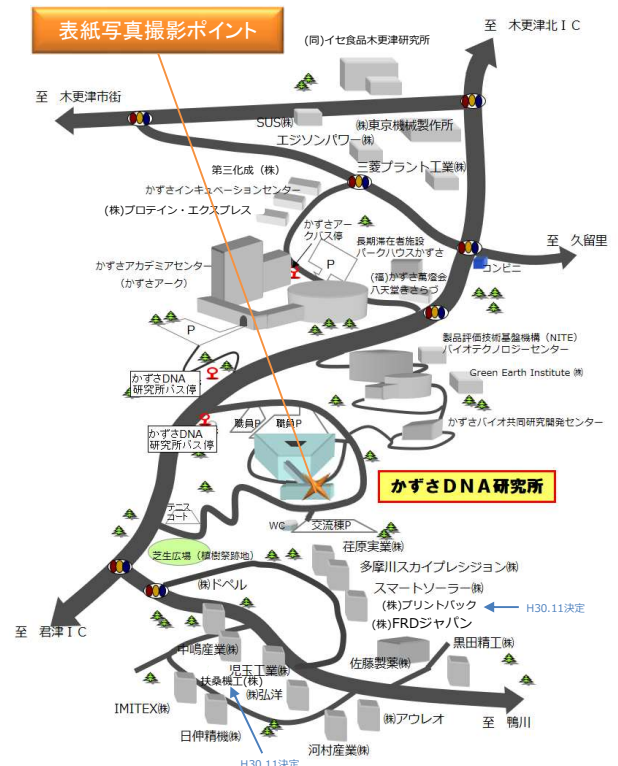 表紙写真撮影ポイント
至 木更津北ＩＣ
(同)イセ食品木更津研究所
至 木更津市街
SUS㈱
㈱東京機械製作所
エジソンパワー㈱
三菱プラント工業㈱
第三化成（株）
かずさインキュベーションセンター
(株)プロテイン・エクスプレス
かずさアー
クバス停
長期滞在者施設
パークハウスかずさ
至 久留里
コンビニ
P
かずさアカデミアセンター
（かずさアーク）
(福)かずさ萬燈会
八天堂きさらづ
P
製品評価技術基盤機構（NITE）
バイオテクノロジーセンター
Green Earth Institute ㈱
かずさDNA
研究所バス停
職員P
職員P
かずさDNA
研究所バス停
かずさバイオ共同研究開発センター
かずさＤＮＡ研究所
テニス
コート
WC
交流棟P
芝生広場（植樹祭跡地）
荏原実業㈱
多摩川スカイプレシジョン㈱
㈱ドペル
スマートソーラー㈱
(株)プリントパック
H30.11決定
(株)FRDジャパン
至 君津ＩＣ
中嶋産業㈱
児玉工業㈱
佐藤製薬㈱
黒田精工㈱
扶桑機工(株)
㈱弘洋
IMITEX㈱
㈱アウレオ
至 鴨川
日伸精機㈱
河村産業㈱
H30.11決定